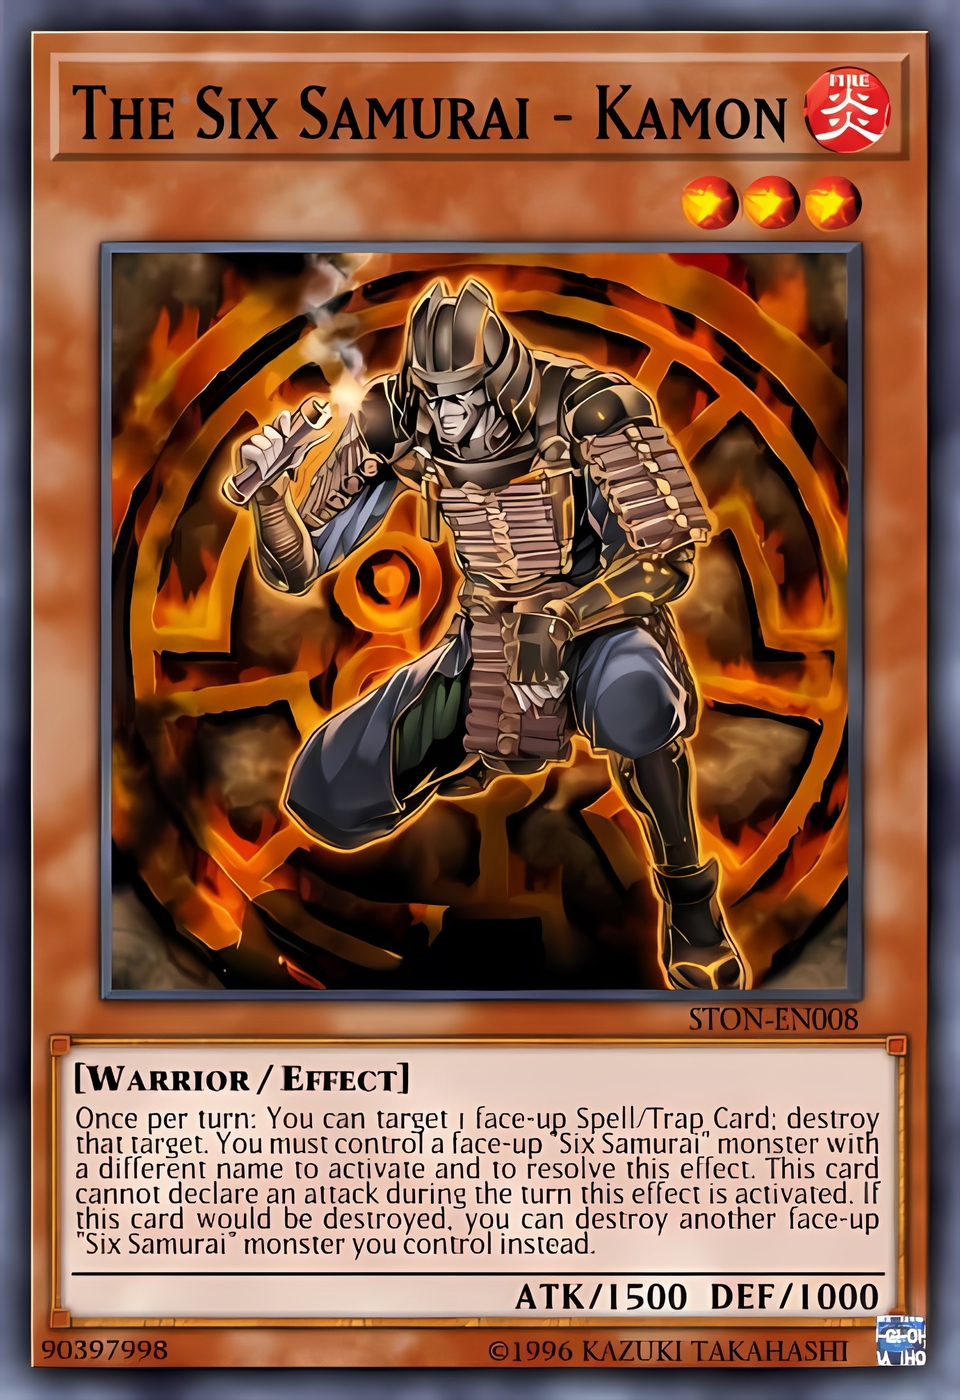 THE SIX SAMURAI - KAMON
炎
STON-EN008
[WARRIOR / EFFECT]
Once per turn: You can target 1 face-up Spell/Trap Card; destroy
that target. You must control a face-up "Six Samurai" monster with
a different name to activate and to resolve this effect. This card
cannot declare an attack during the turn this effect is activated. If
this card would be destroyed, you can destroy another face-up
"Six Samurai" monster you control instead.
ATK/1500 DEF/1000
90397998
©1996 KAZUKI TAKAHASHI